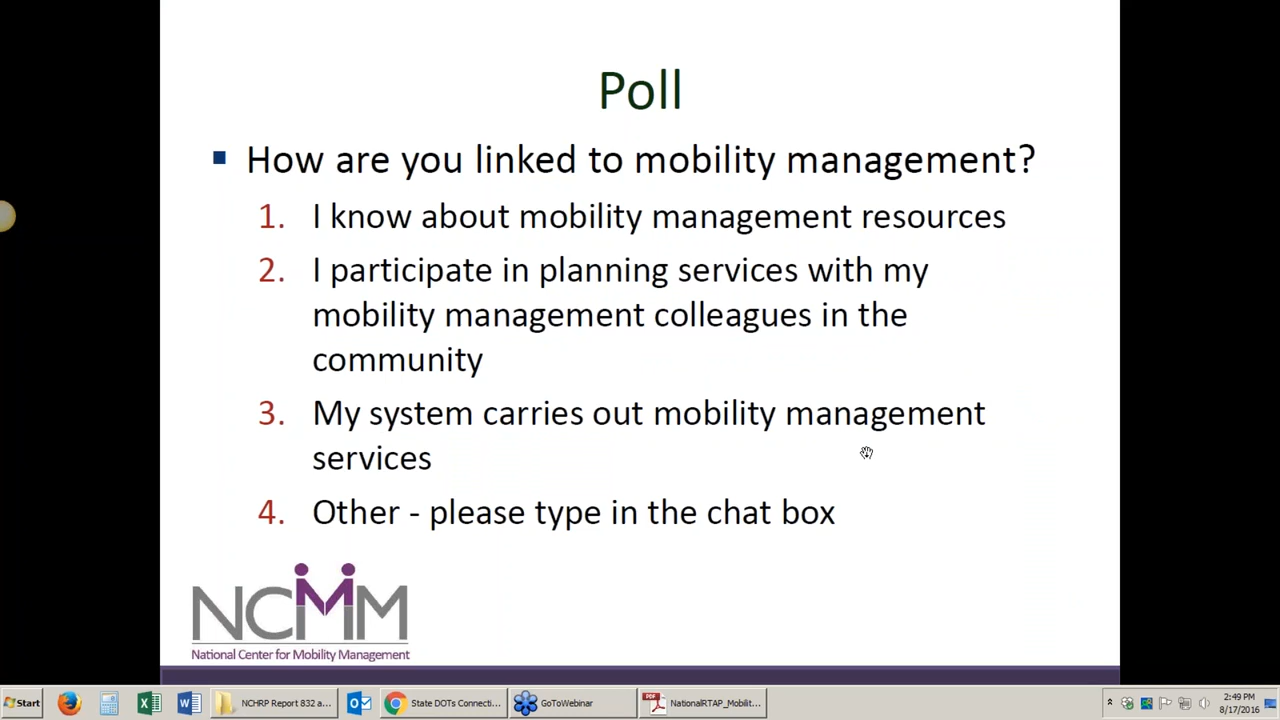 Poll
How are you linked to mobility management?
1. I know about mobility management resources
2. I participate in planning services with my
mobility management colleagues in the
community
3. My system carries out mobility management
services
4. Other - please type in the chat box
NCMM
National Center for Mobility Management
Start
NCHRP Report 832 a...
State DOTs Connecti...
GoToWebinar
NationalRTAP_Mobilit...
2:49 PM
8/17/2016